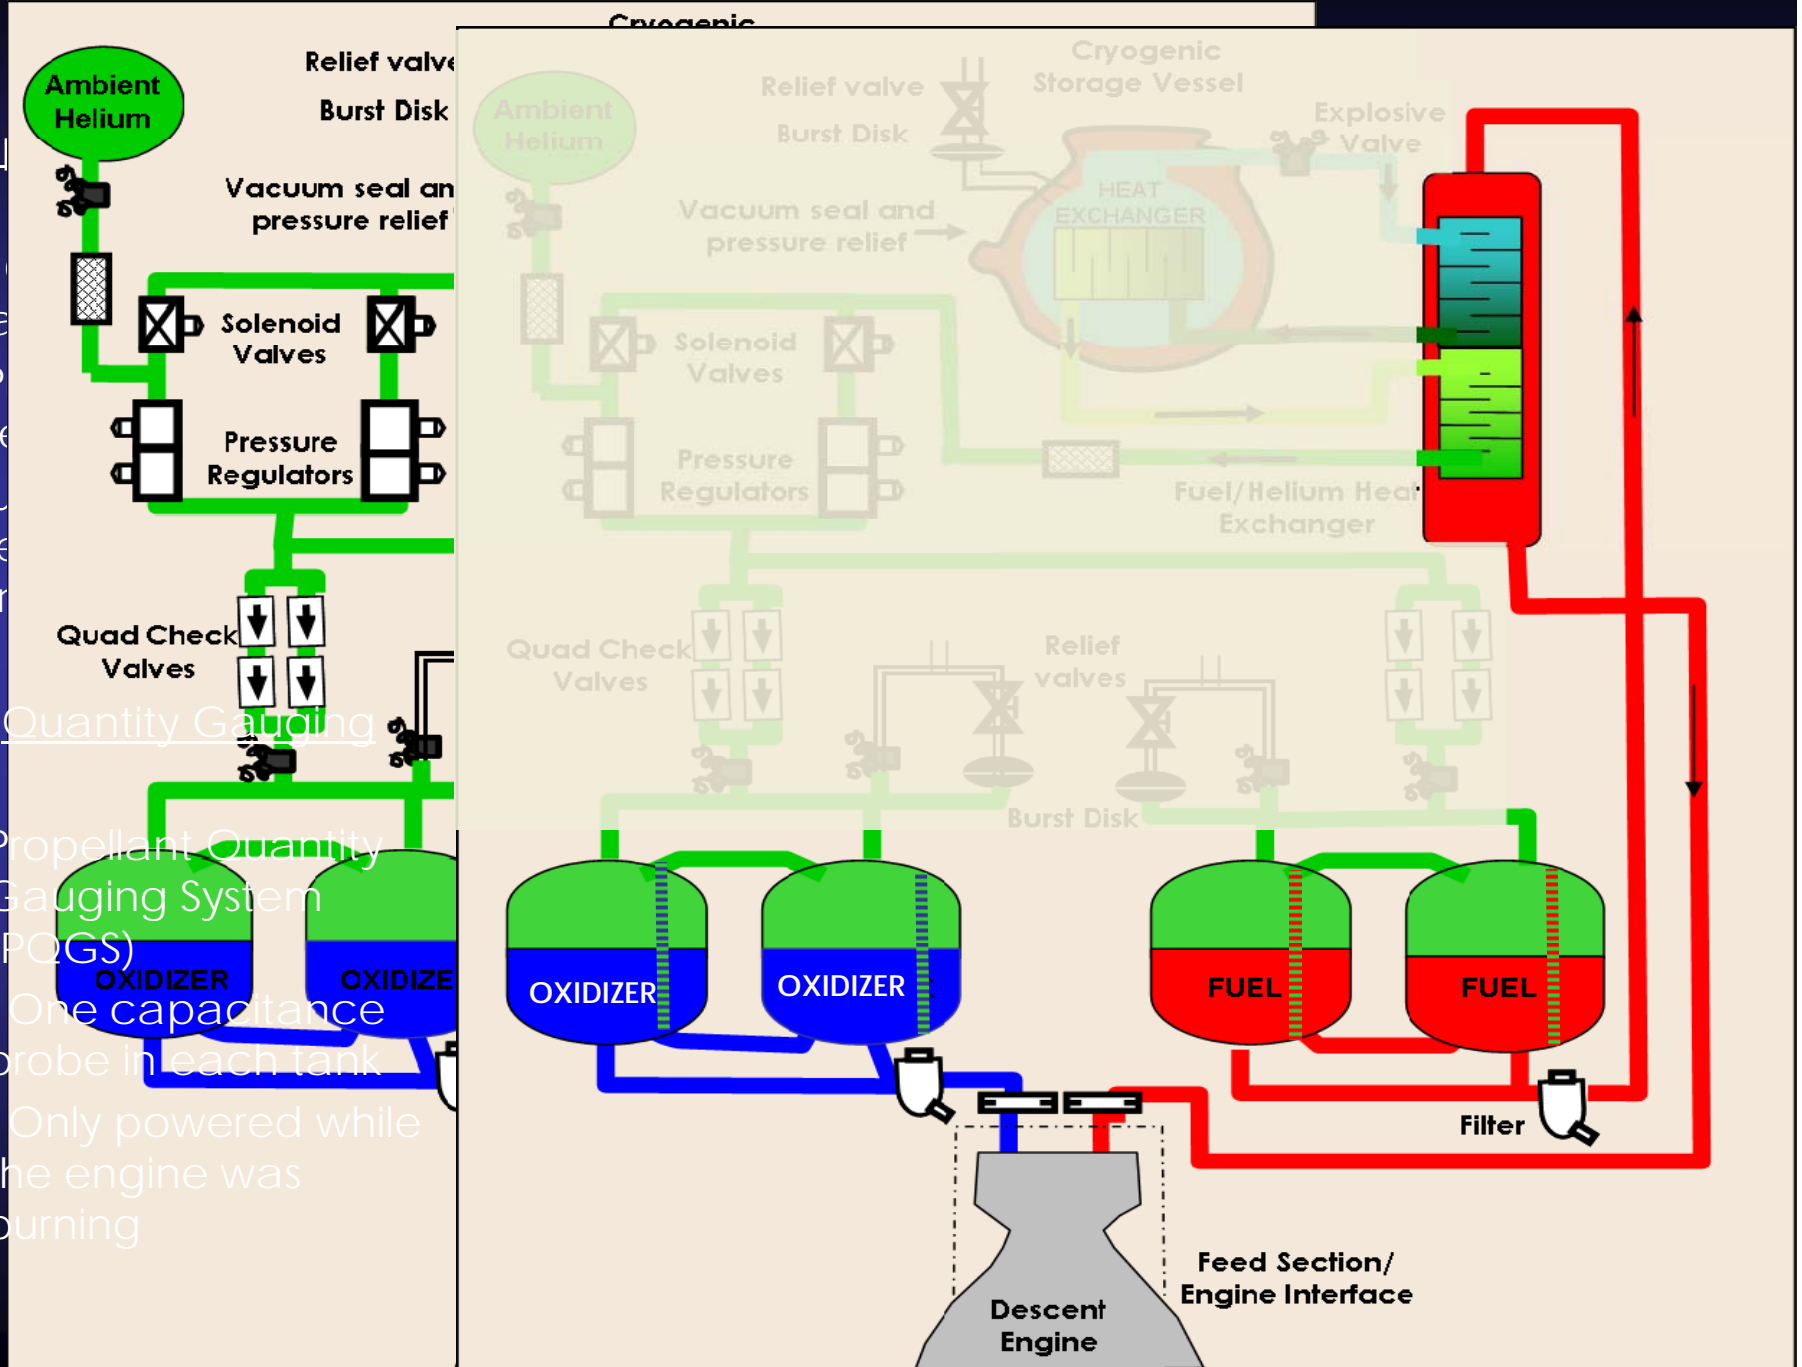 Cryogenic
Ambient
Helium
Relief valve
Burst Disk
Vacuum seal an
pressure relief
Solenoid
Valves
Pressure
Regulators
Quad Check
Valves
Quantity Gauging
Propellant Quantity
Gauging System
PQGS)
OXIDIZER
OXIDIZE
One capacitance
probe in each tank
Only powered while
he engine was
burning
Cryogenic
Storage Vessel
Ambient
Helium
Relief valve
Burst Disk
Explosive
Valve
HEAT
EXCHANGER
Vacuum seal and
pressure relief
Solenoid
Valves
Pressure
Regulators
Fuel/Helium Heat
Exchanger
Quad Check
Valves
Relief
valves
Burst Disk
OXIDIZER
OXIDIZER
FUEL
FUEL
Filter
Feed Section/
Engine Interface
Descent
Engine